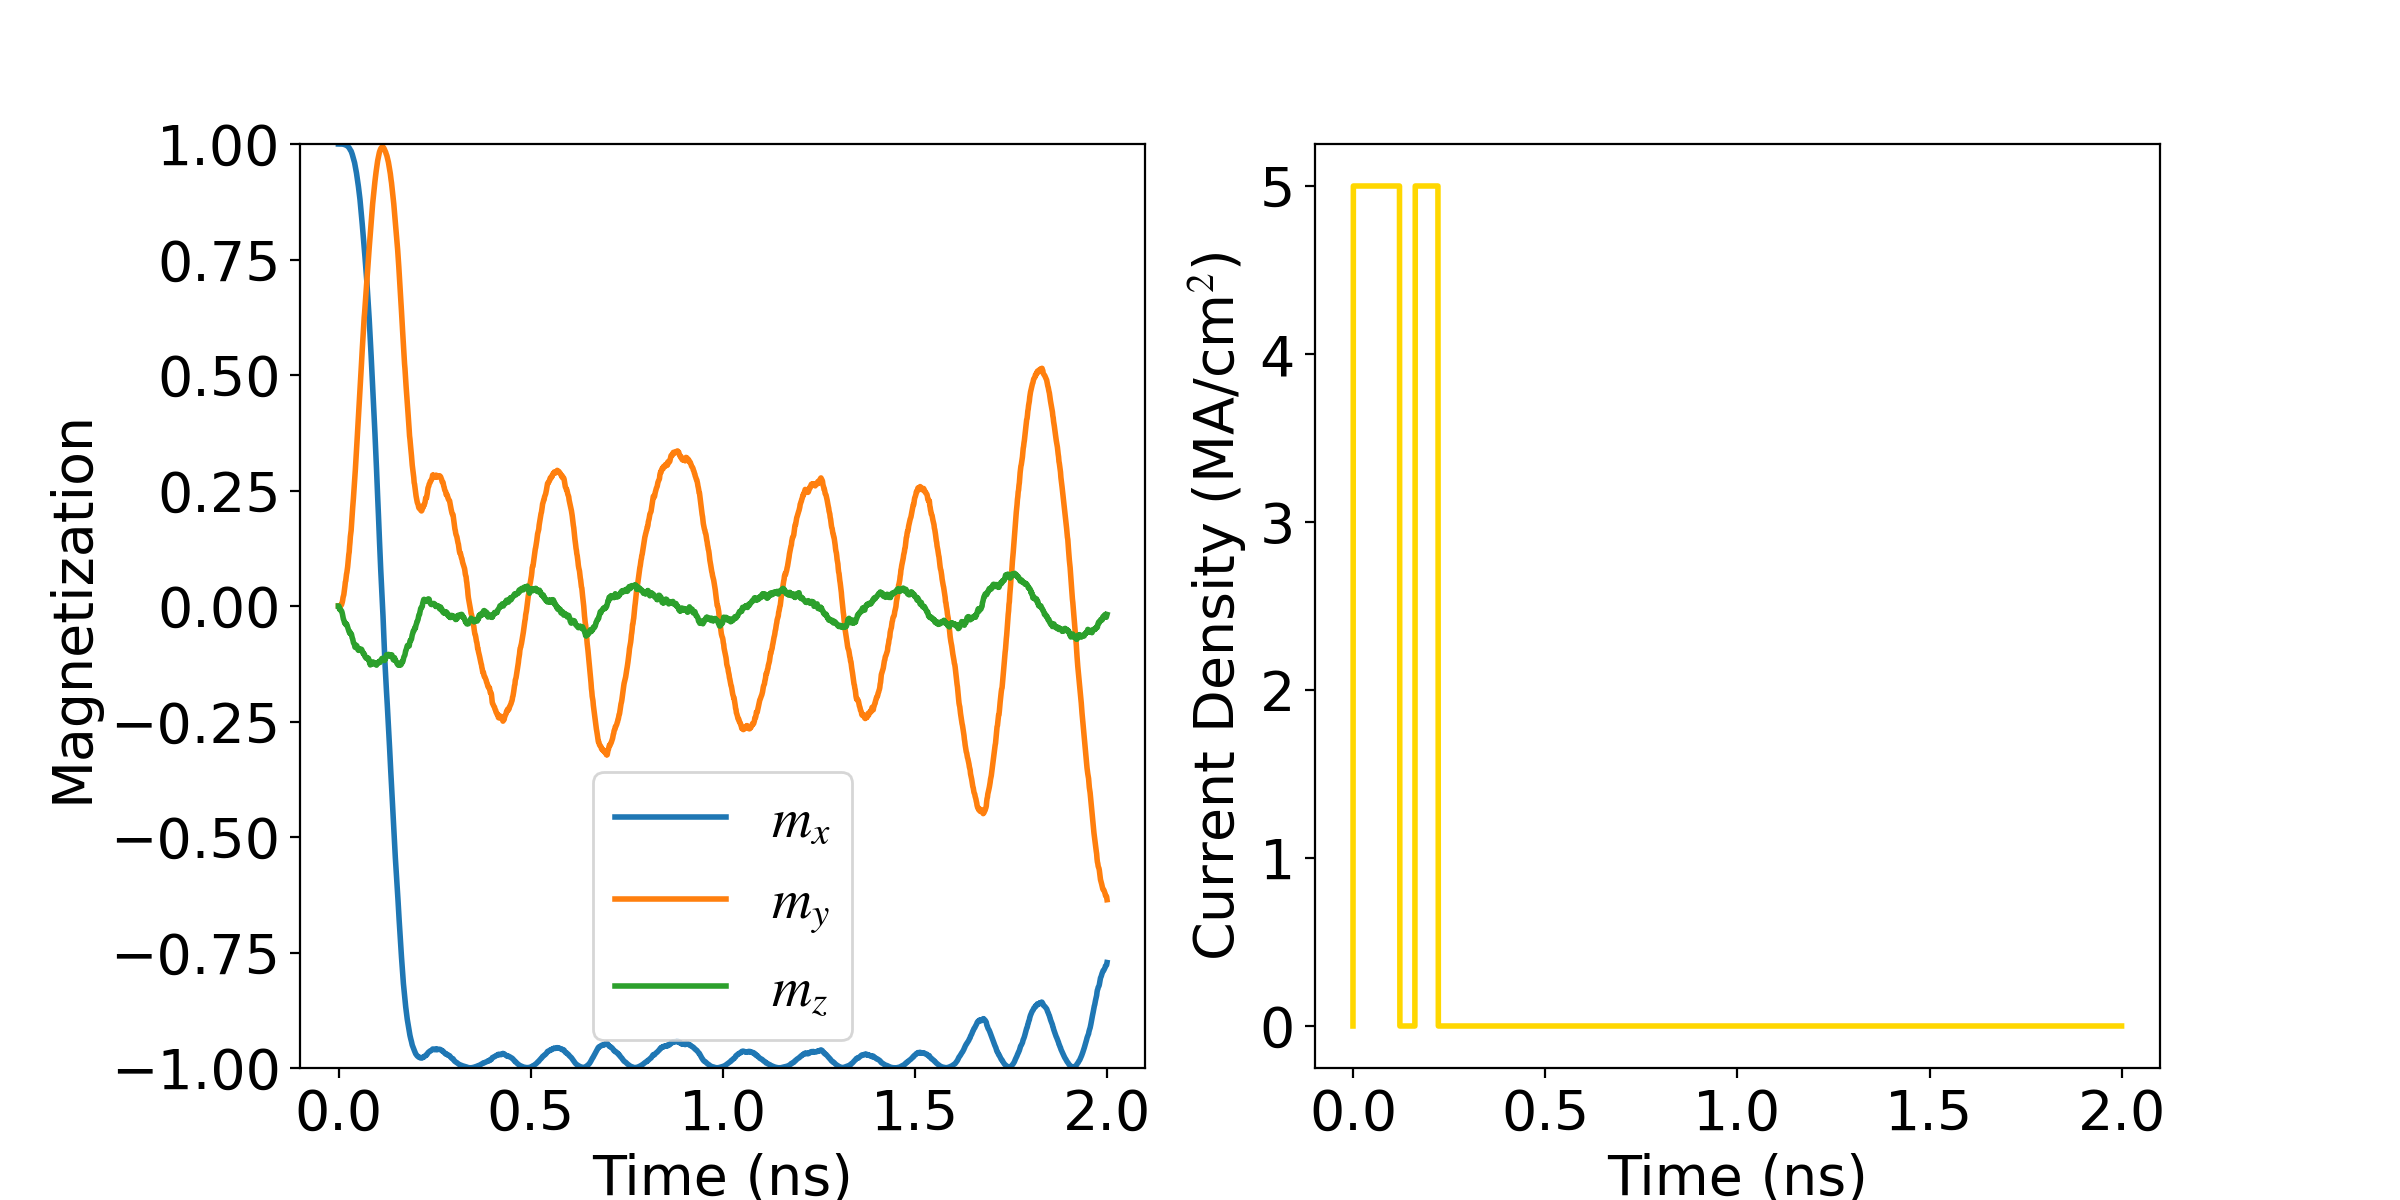 Magnetization
1.00
0.75
0.50
0.25
0.00
−0.25
−0.50
−0.75
−1.00
0.0 0.5 1.0 1.5 2.0
Time (ns)
m_x
m_y
m_z
Current Density (MA/cm²)
5
4
3
2
1
0
0.0 0.5 1.0 1.5 2.0
Time (ns)